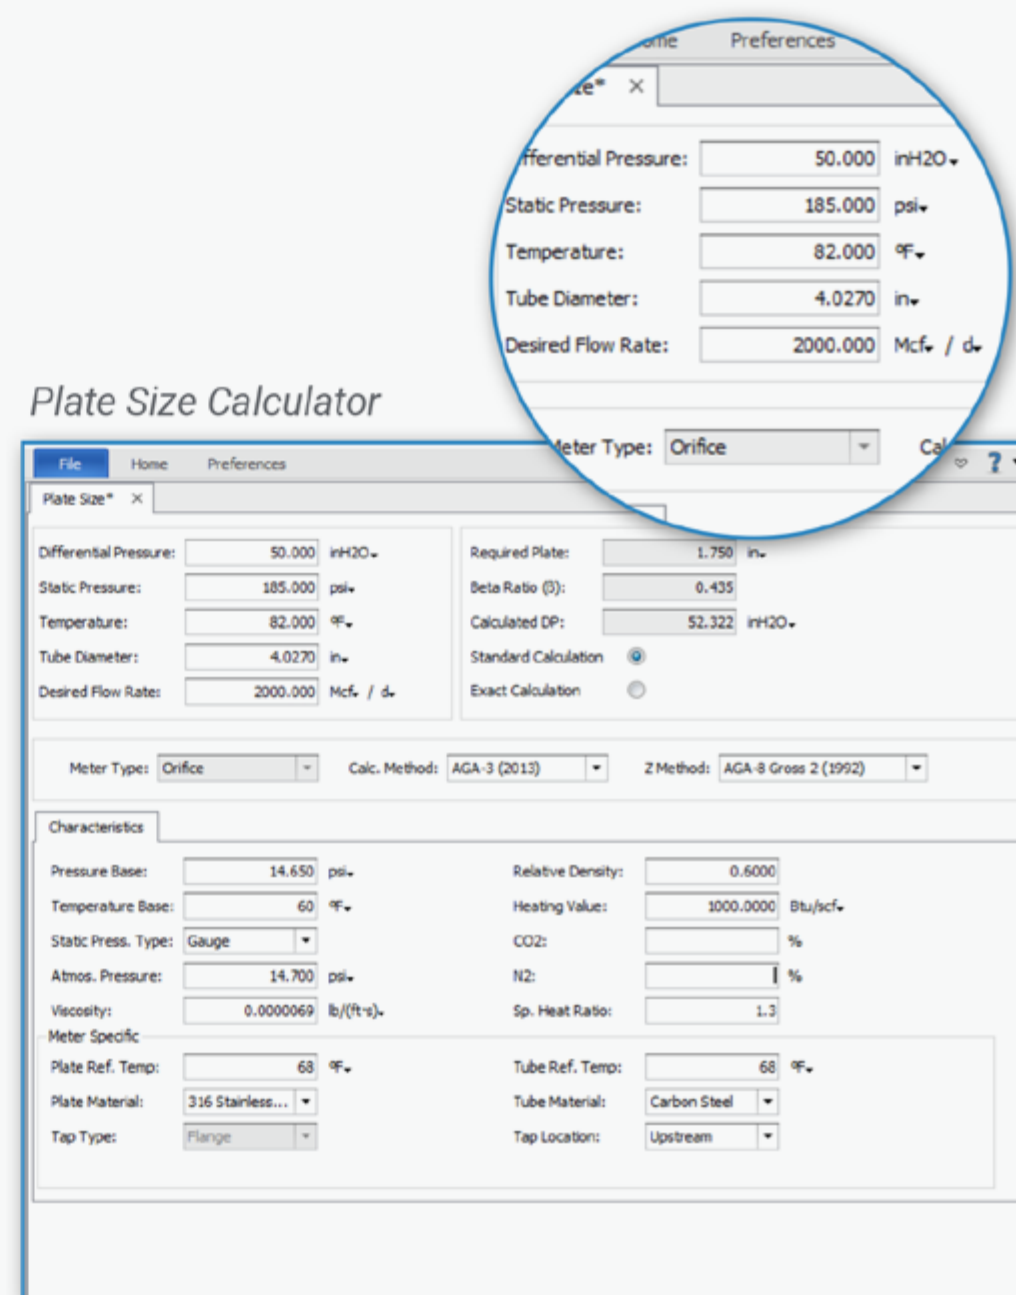 Preferences
Differential Pressure: 50.000 inH2O
Static Pressure: 185.000 psi
Temperature: 82.000 °F
Tube Diameter: 4.0270 in
Desired Flow Rate: 2000.000 Mcf / d
Meter Type: Orifice
Plate Size Calculator
File Home Preferences ?
Plate Size*
Differential Pressure: 50.000 inH2O Required Plate: 1.750 in
Static Pressure: 185.000 psi Beta Ratio (β): 0.435
Temperature: 82.000 °F Calculated DP: 52.322 inH2O
Tube Diameter: 4.0270 in Standard Calculation
Desired Flow Rate: 2000.000 Mcf / d Exact Calculation
Meter Type: Orifice Calc. Method: AGA-3 (2013) Z Method: AGA-8 Gross 2 (1992)
Characteristics
Pressure Base: 14.650 psi Relative Density: 0.6000
Temperature Base: 60 °F Heating Value: 1000.0000 Btu/scf
Static Press. Type: Gauge CO2: %
Atmos. Pressure: 14.700 psi N2: %
Viscosity: 0.0000069 lb/(ft·s) Sp. Heat Ratio: 1.3
Meter Specific
Plate Ref. Temp: 68 °F Tube Ref. Temp: 68 °F
Plate Material: 316 Stainless... Tube Material: Carbon Steel
Tap Type: Flange Tap Location: Upstream